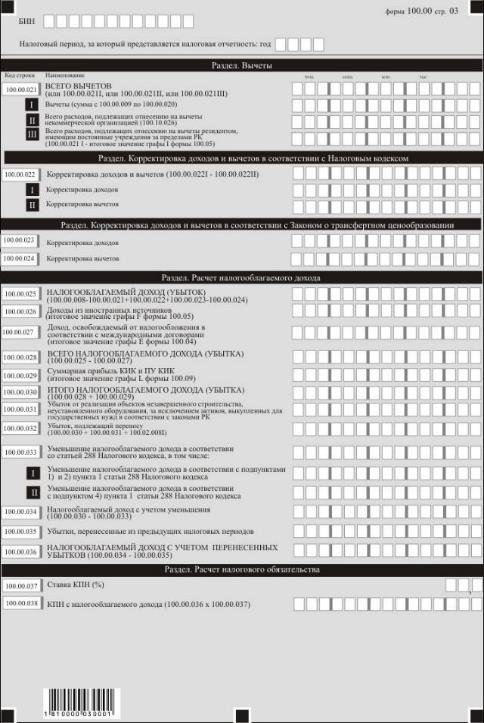 форма 100.00 стр. 03
БИН
Налоговый период, за который представляется налоговая отчетность: год
Раздел. Вычеты
Код строки Наименование
100.00.021 ВСЕГО ВЫЧЕТОВ
(или 100.00.021I, или 100.00.021II, или 100.00.021III)
I Вычеты (сумма с 100.00.009 по 100.00.020)
II Всего расходов, подлежащих отнесению на вычеты
некоммерческой организацией (100.10.026)
III Всего расходов, подлежащих отнесению на вычеты резидентом,
имеющим постоянные учреждения за пределами РК
(100.00.021 I - итоговое значение графы I формы 100.05)
Раздел. Корректировка доходов и вычетов в соответствии с Налоговым кодексом
100.00.022 Корректировка доходов и вычетов (100.00.022I - 100.00.022II)
I Корректировка доходов
II Корректировка вычетов
Раздел. Корректировка доходов и вычетов в соответствии с Законом о трансфертном ценообразовании
100.00.023 Корректировка доходов
100.00.024 Корректировка вычетов
Раздел. Расчет налогооблагаемого дохода
100.00.025 НАЛОГООБЛАГАЕМЫЙ ДОХОД (УБЫТОК)
(100.00.008-100.00.021+100.00.022+100.00.023-100.00.024)
100.00.026 Доходы из иностранных источников
(итоговое значение графы F формы 100.05)
100.00.027 Доход, освобождаемый от налогообложения в
соответствии с международными договорами
(итоговое значение графы E формы 100.04)
100.00.028 ВСЕГО НАЛОГООБЛАГАЕМОГО ДОХОДА (УБЫТКА)
(100.00.025 - 100.00.027)
100.00.029 Суммарная прибыль КИК и ПУ КИК
(итоговое значение графы L формы 100.09)
100.00.030 ИТОГО НАЛОГООБЛАГАЕМОГО ДОХОДА (УБЫТКА)
(100.00.028 + 100.00.029)
100.00.031 Убыток от реализации объектов незавершенного строительства,
неустановленного оборудования, за исключением активов, выкупленных для
государственных нужд в соответствии с законами РК
100.00.032 Убыток, подлежащий переносу
(100.00.030 + 100.00.031 + 100.02.008II)
100.00.033 Уменьшение налогооблагаемого дохода в соответствии
со статьей 288 Налогового кодекса, в том числе:
I Уменьшение налогооблагаемого дохода в соответствии с подпунктами
1) и 2) пункта 1 статьи 288 Налогового кодекса
II Уменьшение налогооблагаемого дохода в соответствии
с подпунктом 4) пункта 1 статьи 288 Налогового кодекса
100.00.034 Налогооблагаемый доход с учетом уменьшения
(100.00.030 - 100.00.033)
100.00.035 Убытки, перенесенные из предыдущих налоговых периодов
100.00.036 НАЛОГООБЛАГАЕМЫЙ ДОХОД С УЧЕТОМ ПЕРЕНЕСЕННЫХ
УБЫТКОВ (100.00.034 - 100.00.035)
Раздел. Расчет налогового обязательства
100.00.037 Ставка КПН (%)
100.00.038 КПН с налогооблагаемого дохода (100.00.036 x 100.00.037)
1810000030001